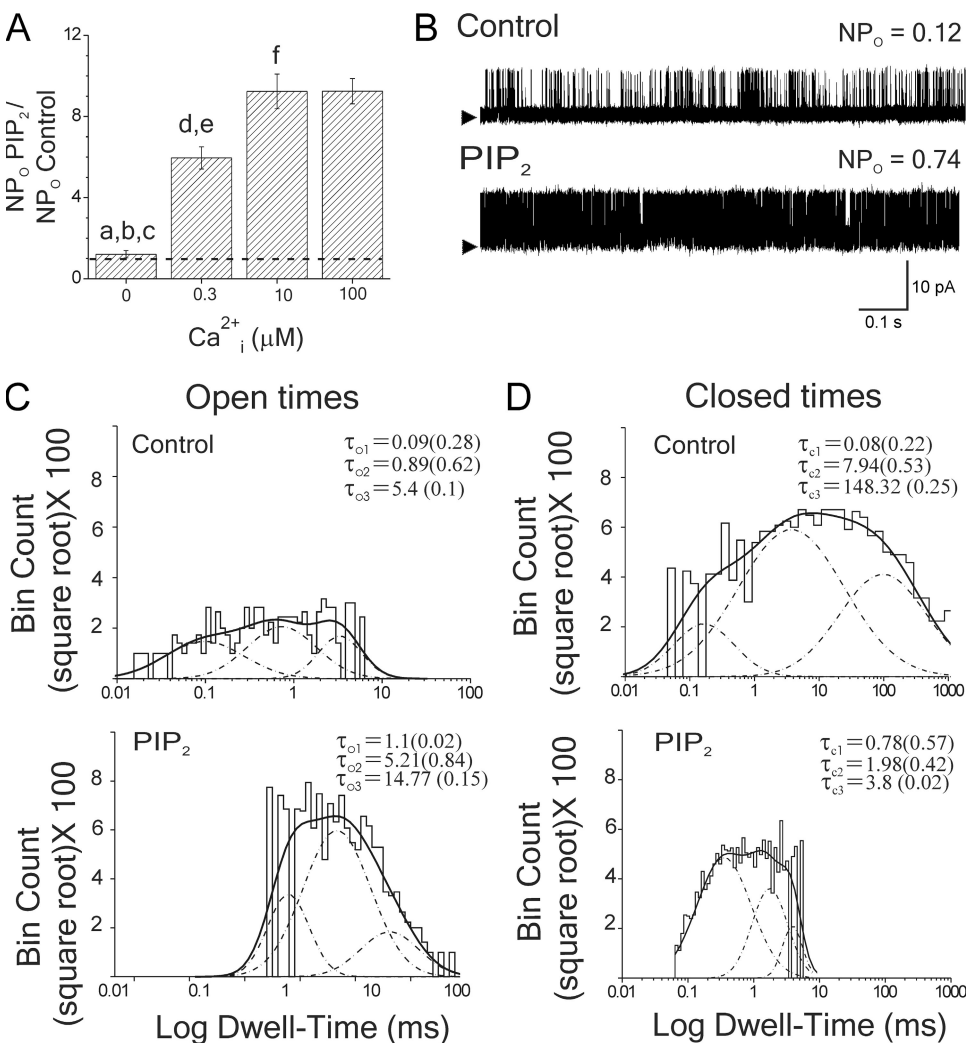 A
NP₀ PIP₂ /
NP₀ Control
12
8
4
0
a,b,c
d,e
f
0 0.3 10 100
Ca²⁺ᵢ (μM)
B Control NP₀ = 0.12
PIP₂ NP₀ = 0.74
10 pA
0.1 s
C Open times
Bin Count
(square root)X 100
Control
τₒ₁=0.09(0.28)
τₒ₂=0.89(0.62)
τₒ₃=5.4 (0.1)
8
6
4
2
0.01 0.1 1 10 100
Bin Count
(square root)X 100
PIP₂
τₒ₁=1.1(0.02)
τₒ₂=5.21(0.84)
τₒ₃=14.77 (0.15)
8
6
4
2
0.01 0.1 1 10 100
Log Dwell-Time (ms)
D Closed times
Bin Count
(square root)X 100
Control
τc1=0.08(0.22)
τc2=7.94(0.53)
τc3=148.32 (0.25)
8
6
4
2
0.01 0.1 1 10 100 1000
Bin Count
(square root)X 100
PIP₂
τc1=0.78(0.57)
τc2=1.98(0.42)
τc3=3.8 (0.02)
8
6
4
2
0.01 0.1 1 10 100 1000
Log Dwell-Time (ms)